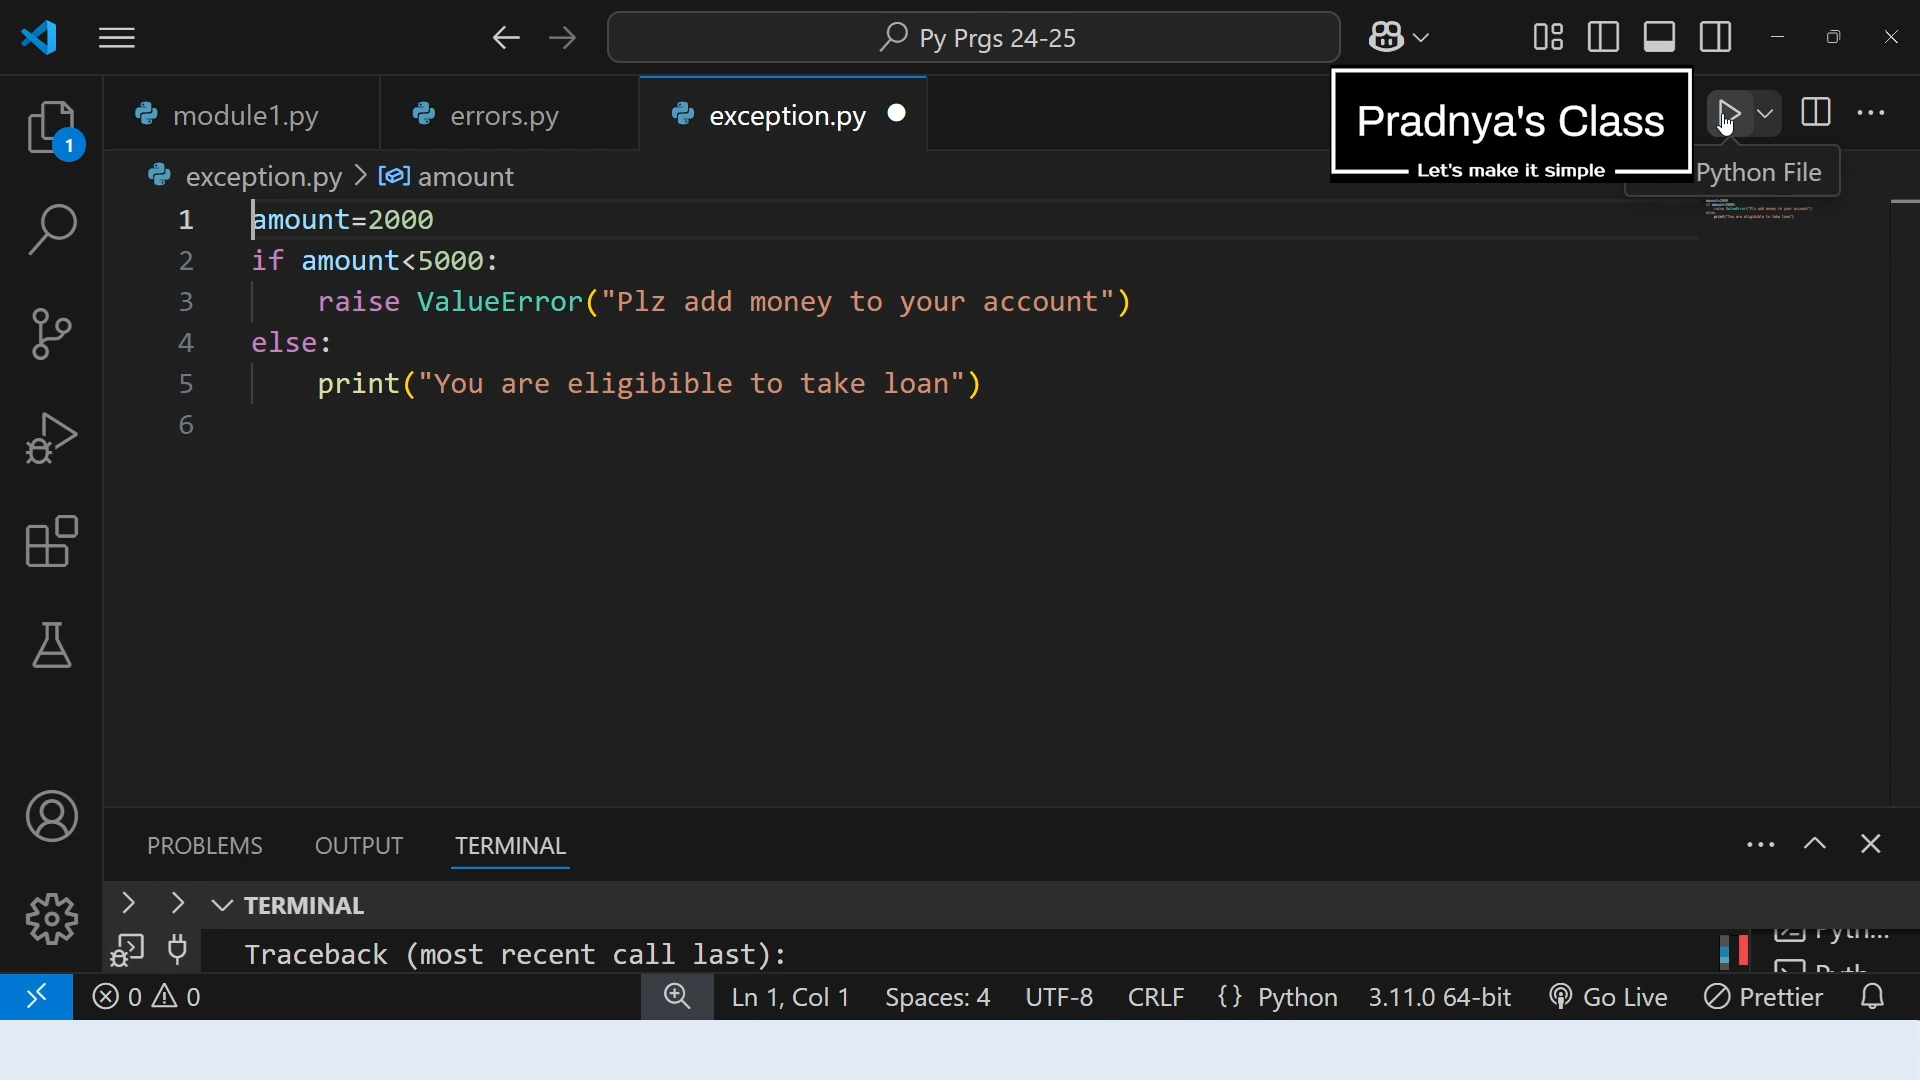 Py Prgs 24-25
module1.py
errors.py
exception.py
Pradnya's Class
Let's make it simple
Python File
1
exception.py > amount
1 amount=2000
2 if amount<5000:
3 raise ValueError("Plz add money to your account")
4 else:
5 print("You are eligibible to take loan")
6
PROBLEMS OUTPUT TERMINAL
TERMINAL
Traceback (most recent call last):
0 0 Ln 1, Col 1 Spaces: 4 UTF-8 CRLF {} Python 3.11.0 64-bit Go Live Prettier